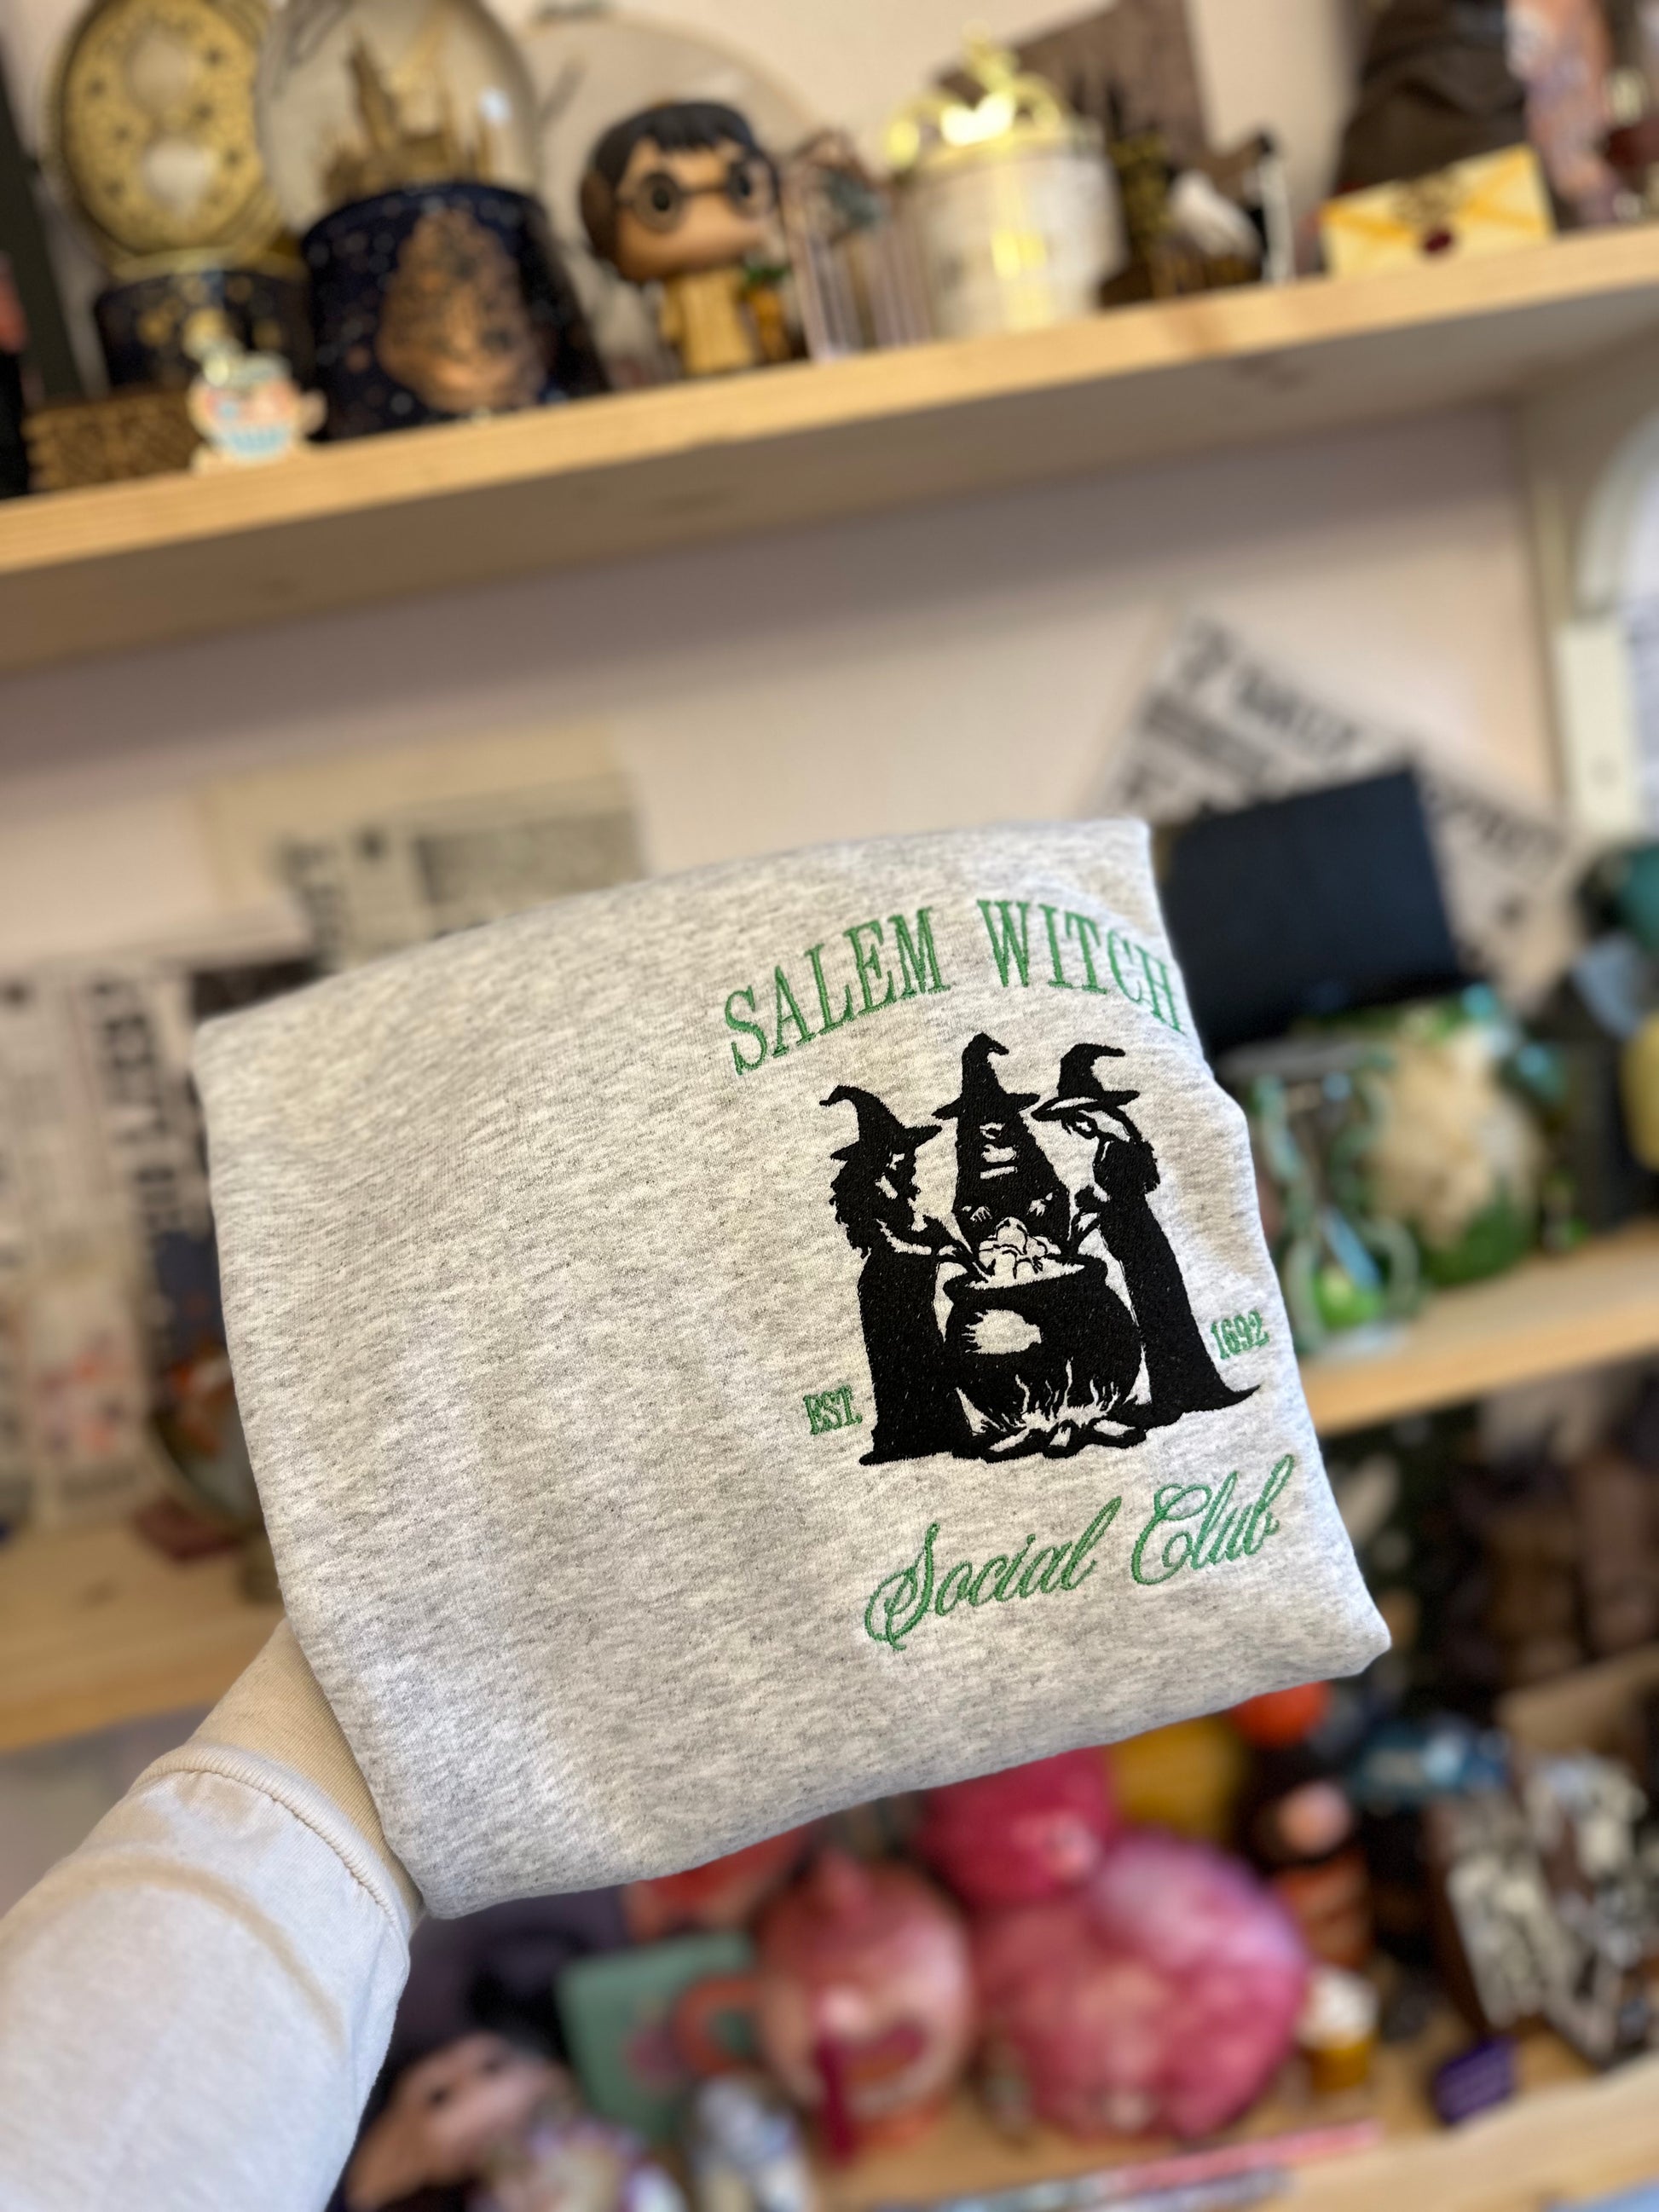 SALEM WITCH
EST. 1692
Social Club